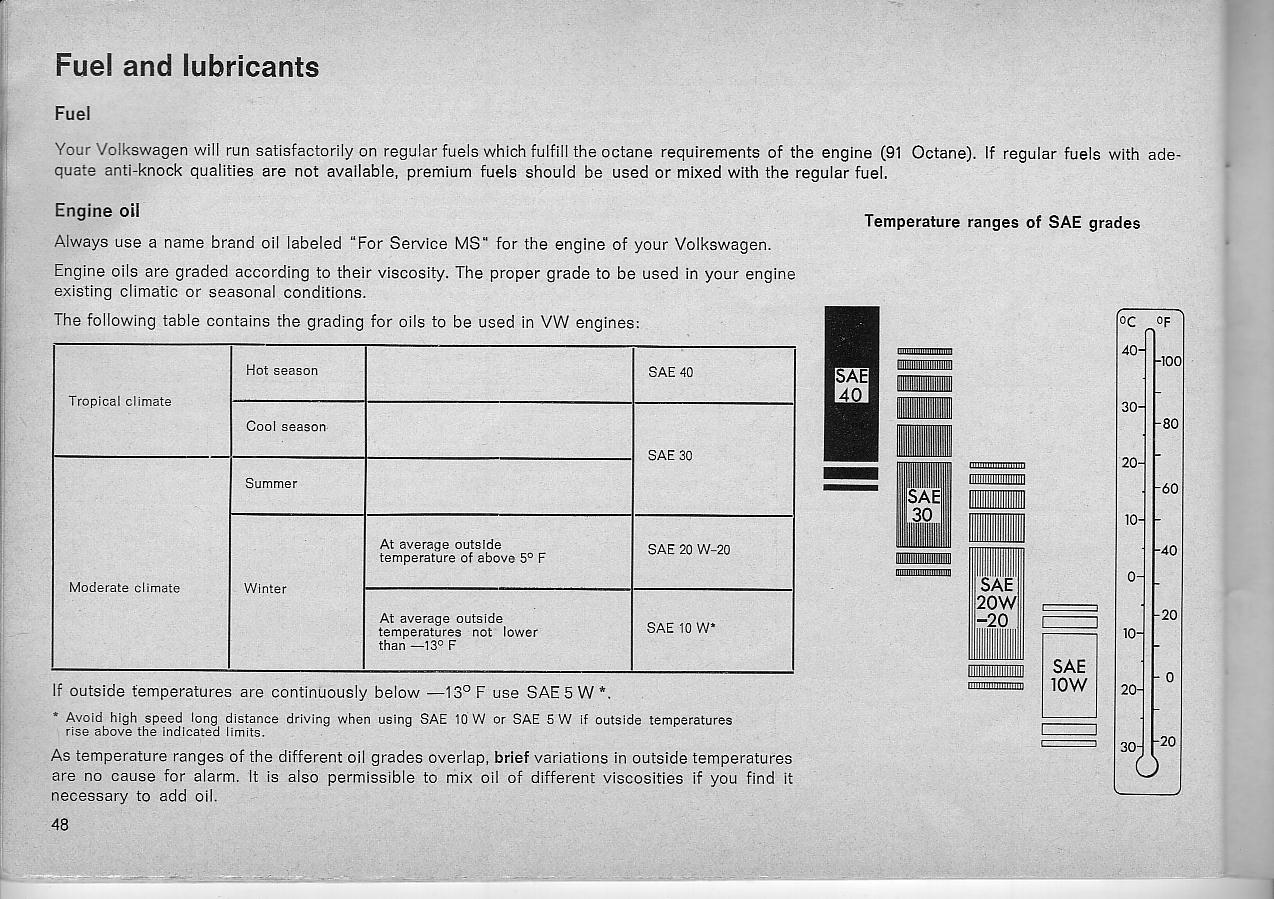 Fuel and lubricants
Fuel
Your Volkswagen will run satisfactorily on regular fuels which fulfill the octane requirements of the engine (91 Octane). If regular fuels with ade-
quate anti-knock qualities are not available, premium fuels should be used or mixed with the regular fuel.
Engine oil
Always use a name brand oil labeled "For Service MS" for the engine of your Volkswagen.
Engine oils are graded according to their viscosity. The proper grade to be used in your engine
existing climatic or seasonal conditions.
The following table contains the grading for oils to be used in VW engines:
Tropical climate
Hot season
SAE 40
Cool season
SAE 30
Moderate climate
Summer
Winter
At average outside
temperature of above 5° F
SAE 20 W-20
At average outside
temperatures not lower
than —13° F
SAE 10 W*
If outside temperatures are continuously below —13° F use SAE 5 W *.
* Avoid high speed long distance driving when using SAE 10 W or SAE 5 W if outside temperatures
rise above the indicated limits.
As temperature ranges of the different oil grades overlap, brief variations in outside temperatures
are no cause for alarm. It is also permissible to mix oil of different viscosities if you find it
necessary to add oil.
48
Temperature ranges of SAE grades
SAE
40
SAE
30
SAE
20W
-20
SAE
10W
°C °F
40
100
30
80
20
60
10
40
0
20
10
0
20
20
30